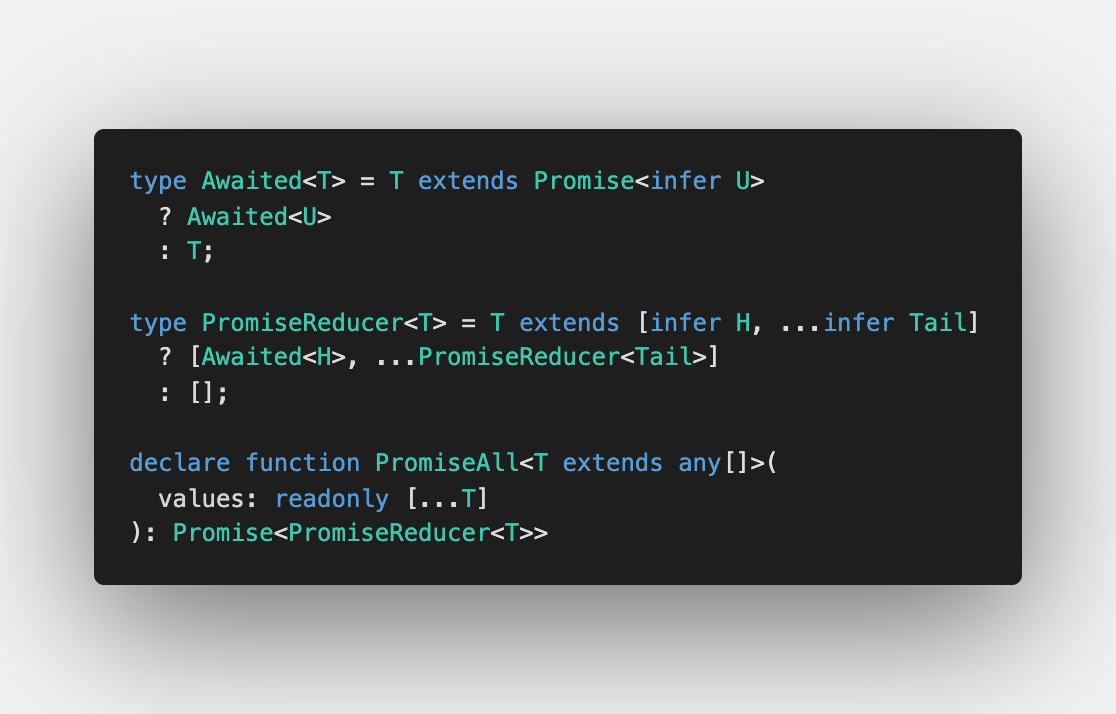 type Awaited<T> = T extends Promise<infer U>
  ? Awaited<U>
  : T;

type PromiseReducer<T> = T extends [infer H, ...infer Tail]
  ? [Awaited<H>, ...PromiseReducer<Tail>]
  : [];

declare function PromiseAll<T extends any[]>(
  values: readonly [...T]
): Promise<PromiseReducer<T>>